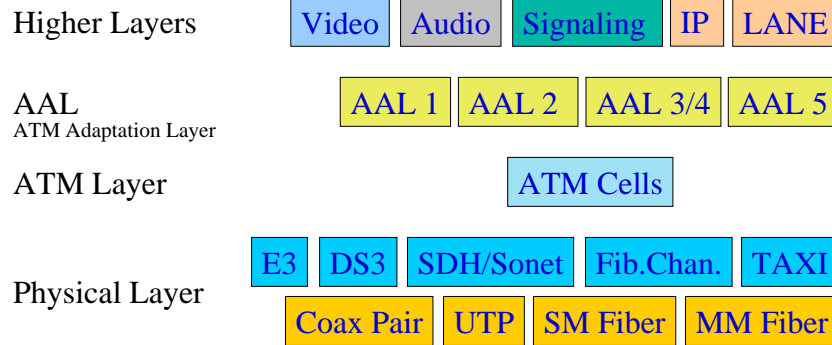 Higher Layers Video Audio Signaling IP LANE
AAL AAL 1 AAL 2 AAL 3/4 AAL 5
ATM Adaptation Layer
ATM Layer ATM Cells
E3 DS3 SDH/Sonet Fib.Chan. TAXI
Physical Layer
Coax Pair UTP SM Fiber MM Fiber